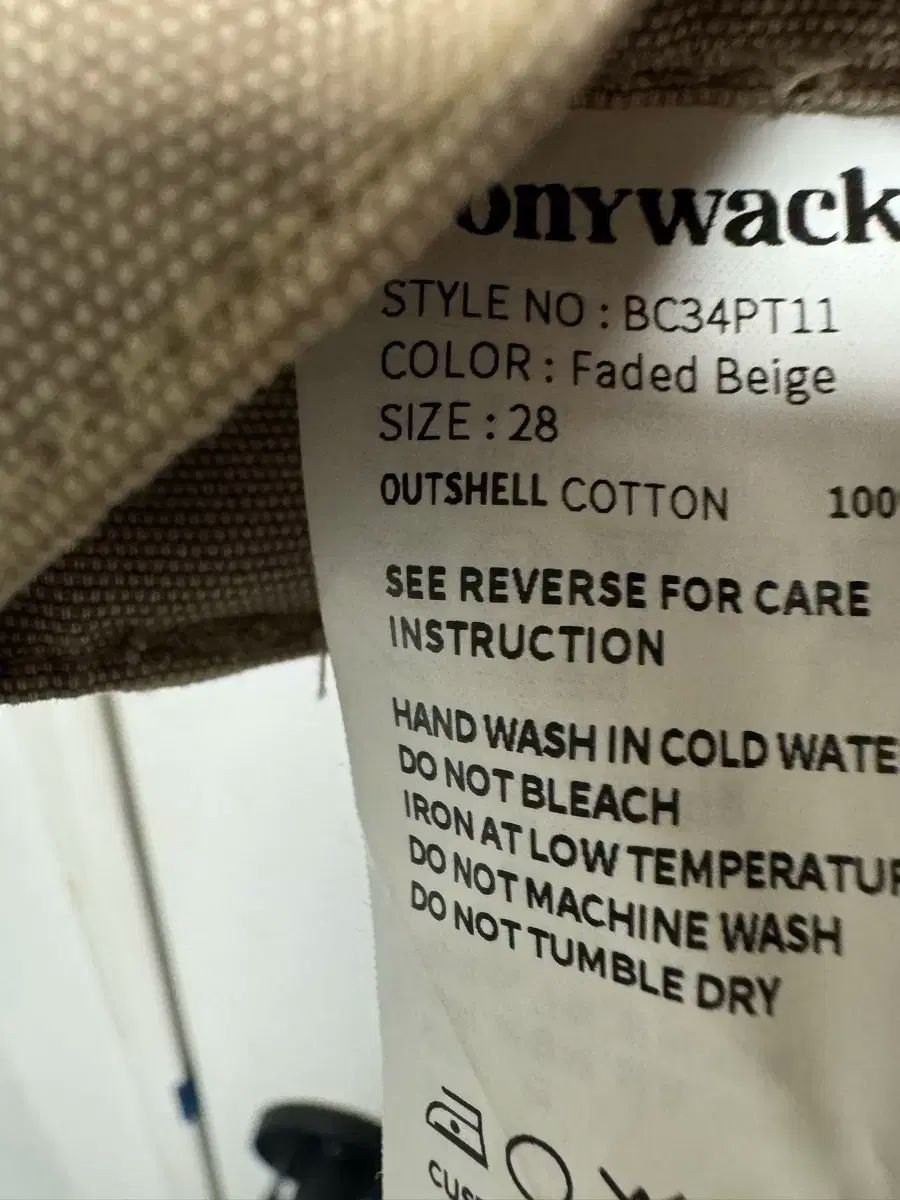 onywack
STYLE NO : BC34PT11
COLOR : Faded Beige
SIZE : 28
OUTSHELL COTTON 100
SEE REVERSE FOR CARE
INSTRUCTION
HAND WASH IN COLD WATE
DO NOT BLEACH
IRON AT LOW TEMPERATU
DO NOT MACHINE WASH
DO NOT TUMBLE DRY